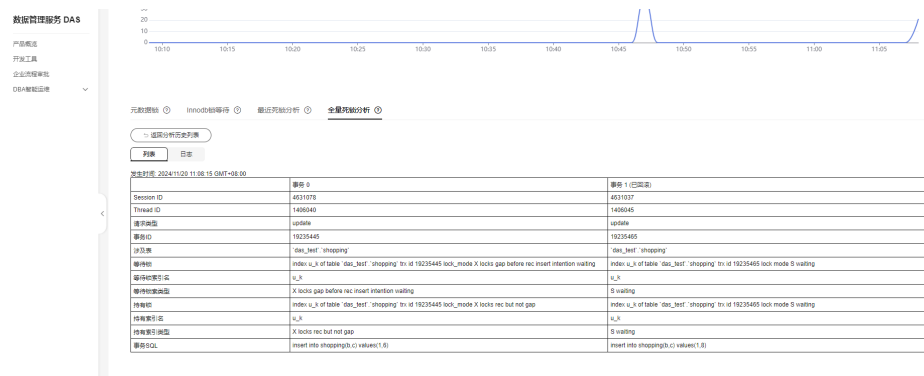 数据管理服务 DAS
产品概览
开发工具
企业流程审批
DBA智能运维
20
10
0
10:10 10:15 10:20 10:25 10:30 10:35 10:40 10:45 10:50 10:55 11:00 11:05
元数据锁 Innodb锁等待 最近死锁分析 全量死锁分析
返回分析历史列表
列表 日志
发生时间: 2024/11/20 11:08:15 GMT+08:00
事务 0 事务 1 (已回滚)
Session ID 4631078 4631037
Thread ID 1406040 1406045
请求类型 update update
事务ID 19235445 19235465
涉及表 `das_test`.`shopping` `das_test`.`shopping`
等待锁 index u_k of table `das_test`.`shopping` trx id 19235445 lock_mode X locks gap before rec insert intention waiting index u_k of table `das_test`.`shopping` trx id 19235465 lock mode S waiting
等待锁索引名 u_k u_k
等待锁类型 X locks gap before rec insert intention waiting S waiting
持有锁 index u_k of table `das_test`.`shopping` trx id 19235445 lock_mode X locks rec but not gap index u_k of table `das_test`.`shopping` trx id 19235465 lock mode S waiting
持有索引名 u_k u_k
持有索引类型 X locks rec but not gap S waiting
事务SQL insert into shopping(b,c) values(1,6) insert into shopping(b,c) values(1,8)